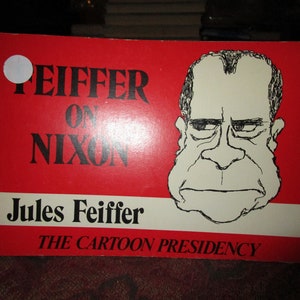 FEIFFER
ON
NIXON
Jules Feiffer
THE CARTOON PRESIDENCY